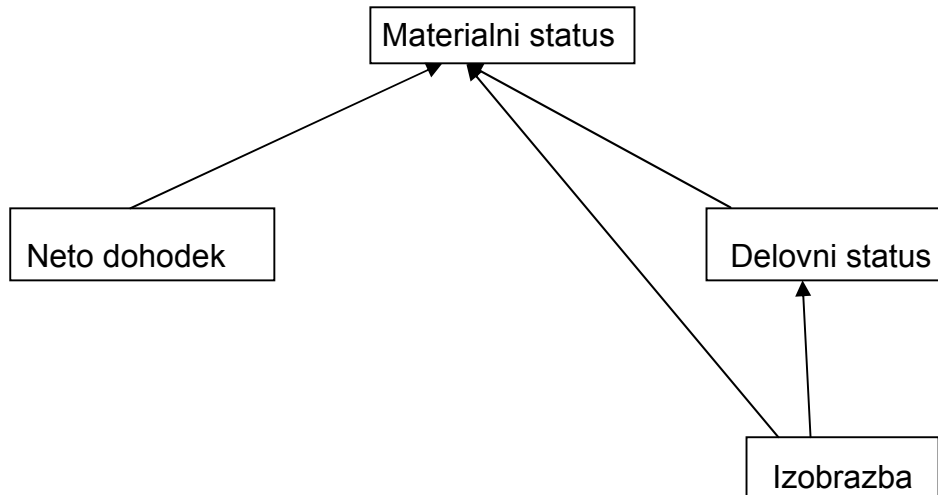 Materialni status
Neto dohodek
Delovni status
Izobrazba